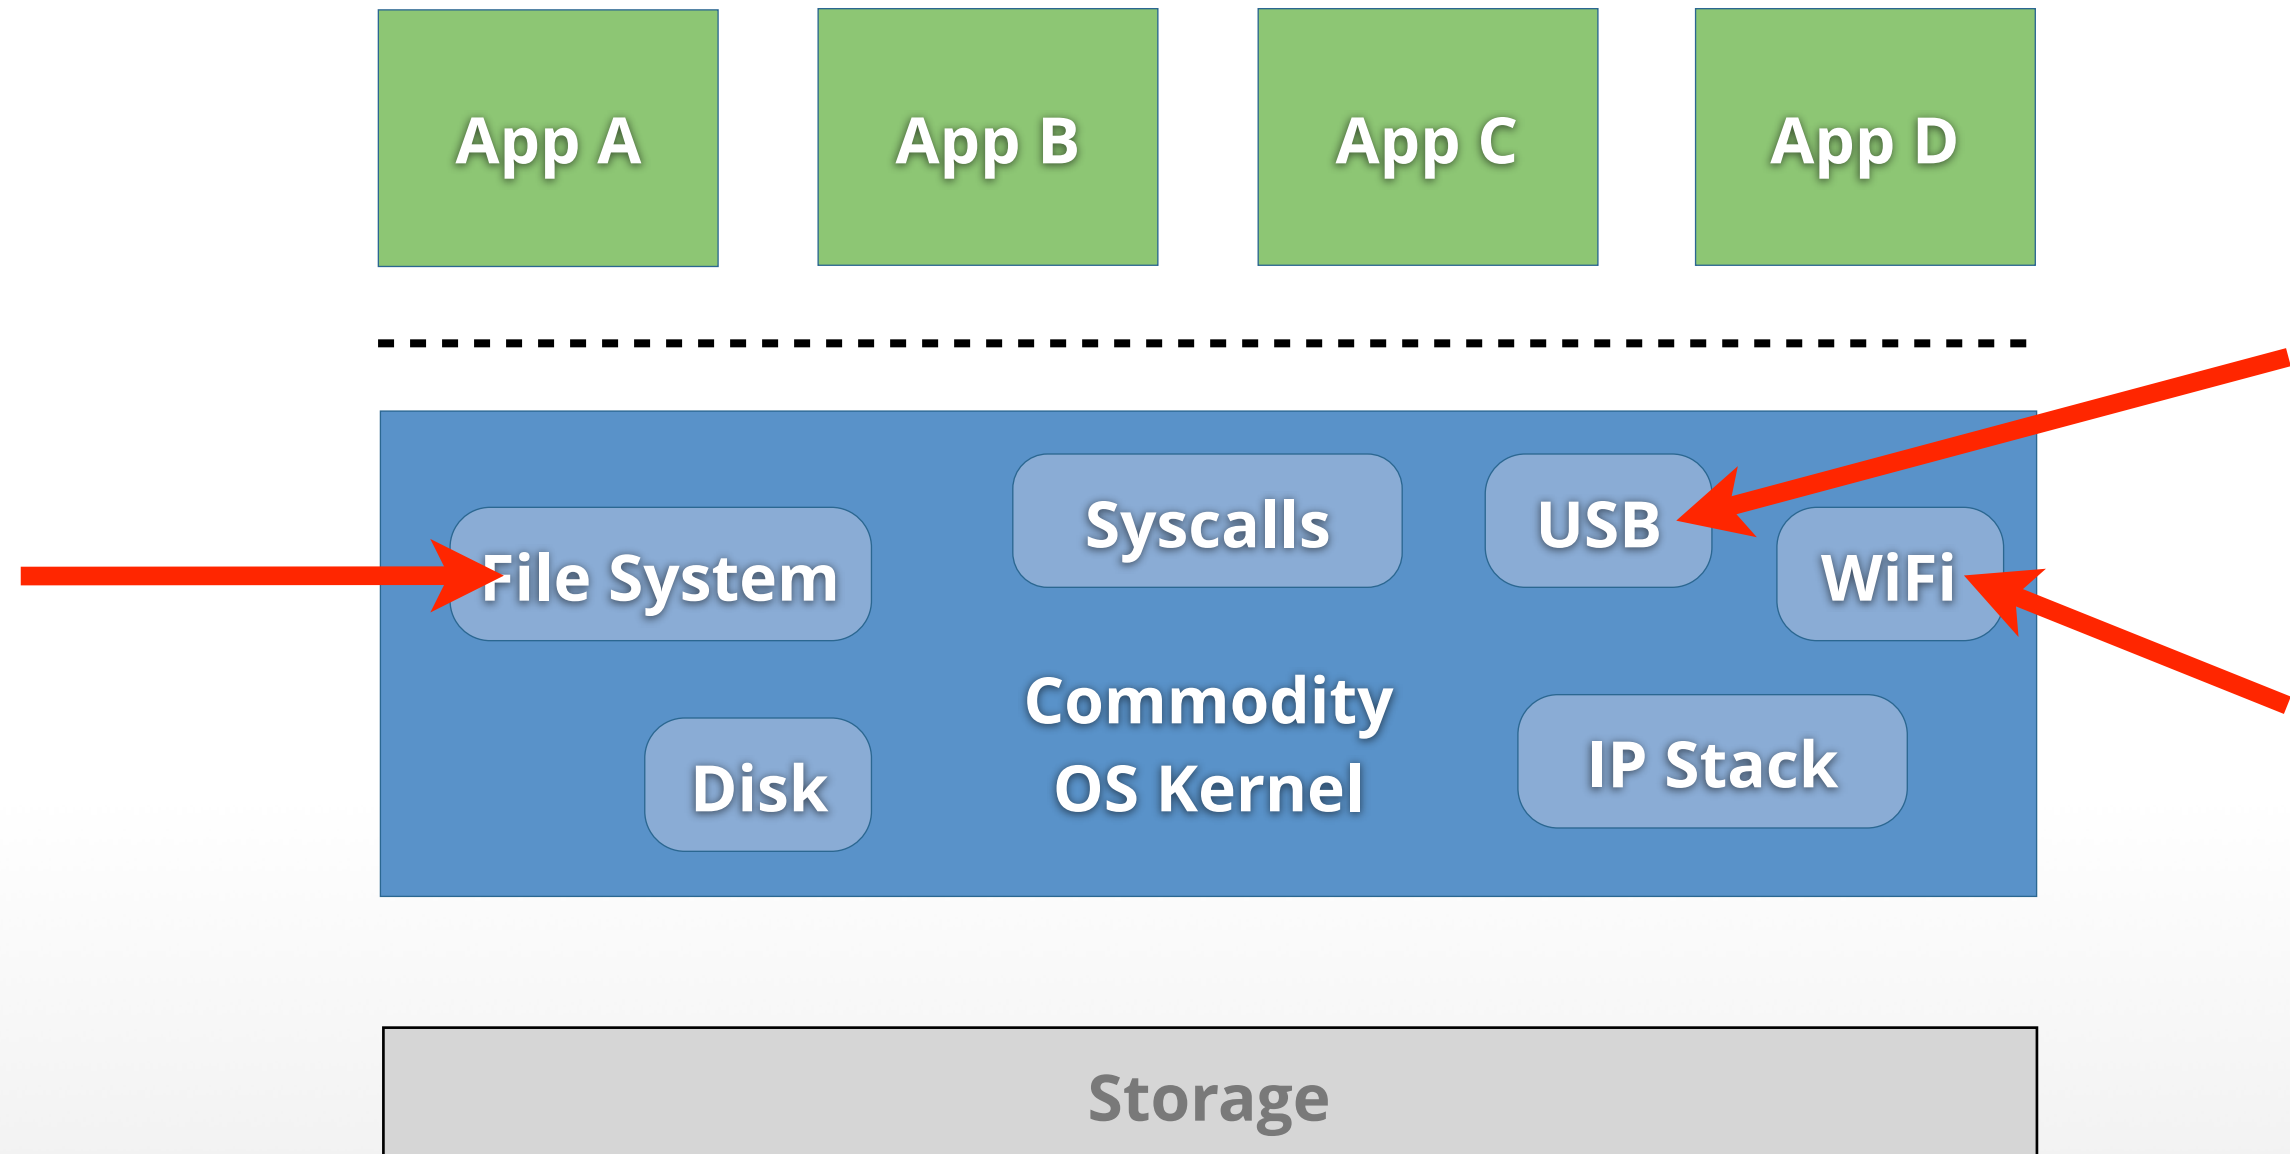 App A
App B
App C
App D
Syscalls
USB
File System
WiFi
Commodity
OS Kernel
IP Stack
Disk
Storage